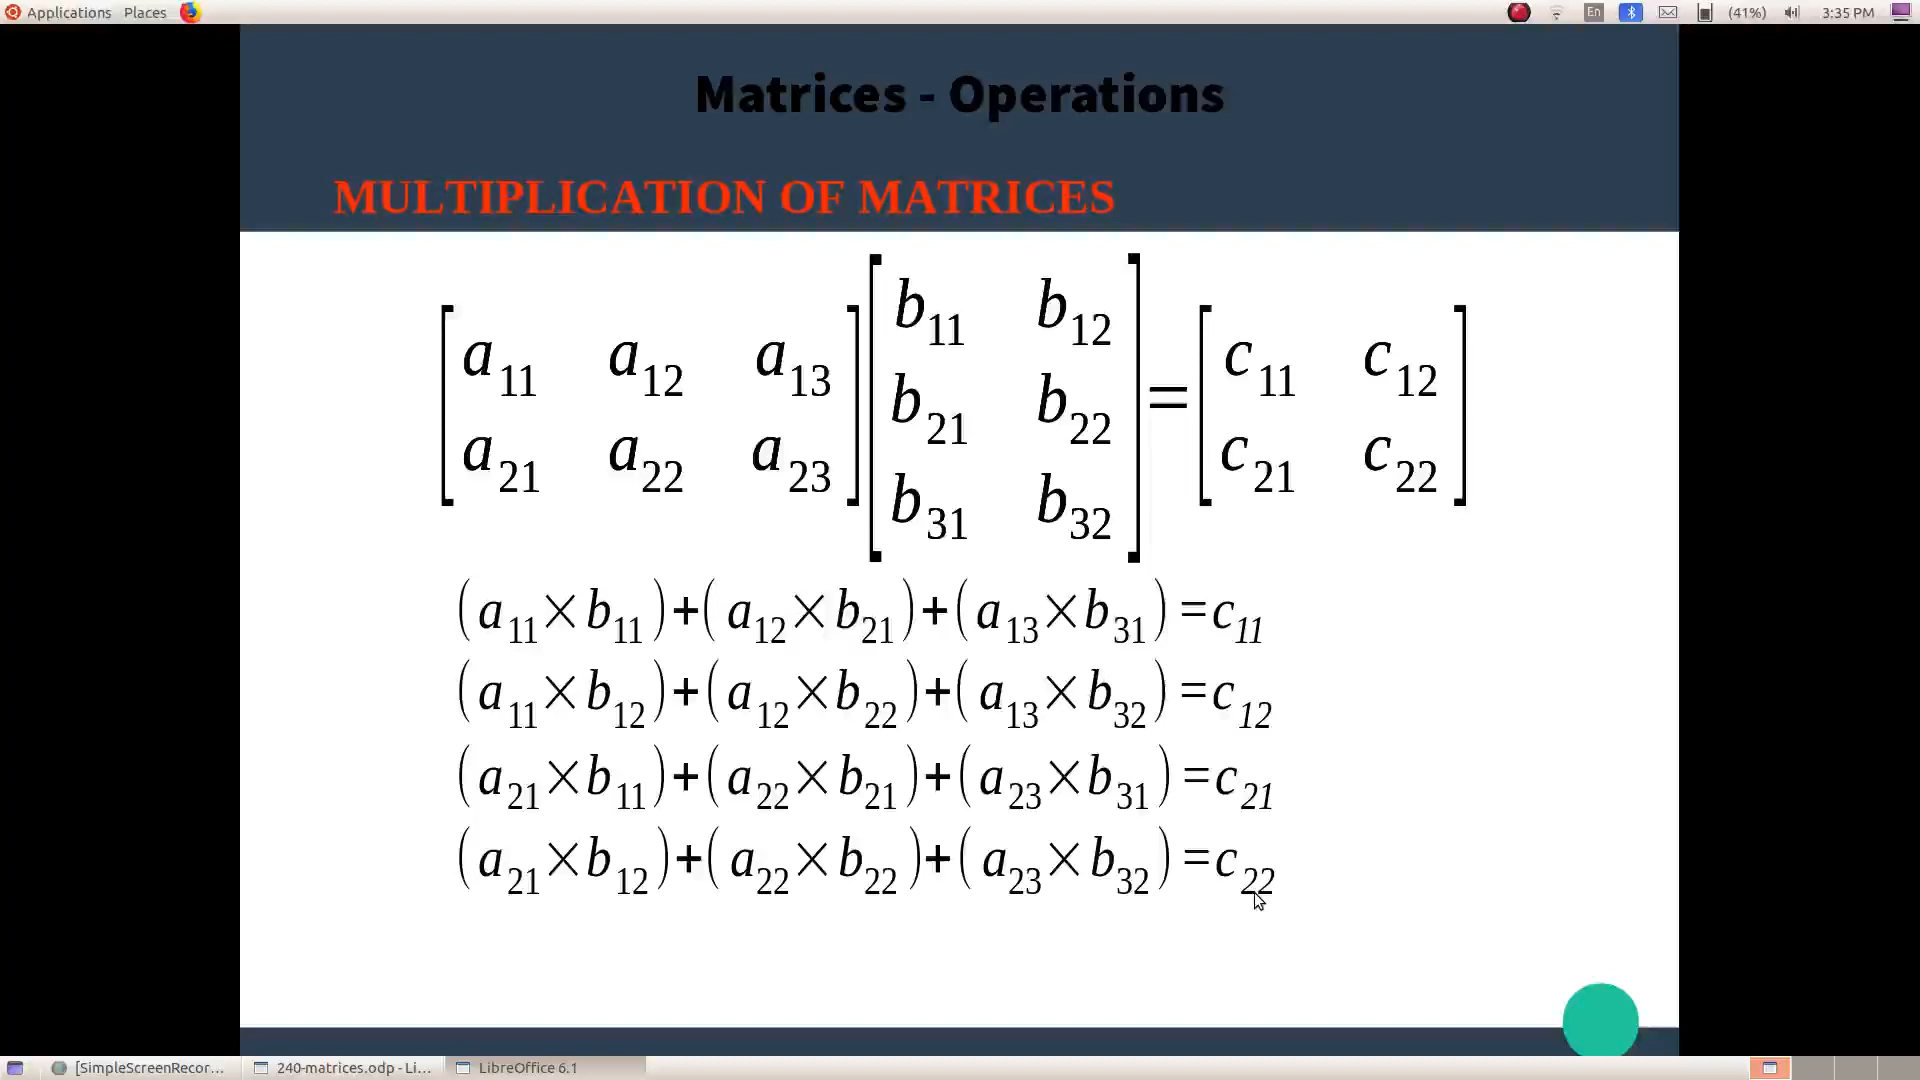 Applications Places En (41%) 3:35 PM
Matrices - Operations
MULTIPLICATION OF MATRICES
[a11 a12 a13; a21 a22 a23] [b11 b12; b21 b22; b31 b32] = [c11 c12; c21 c22]
(a11×b11)+(a12×b21)+(a13×b31)=c11
(a11×b12)+(a12×b22)+(a13×b32)=c12
(a21×b11)+(a22×b21)+(a23×b31)=c21
(a21×b12)+(a22×b22)+(a23×b32)=c22
[SimpleScreenRecor... 240-matrices.odp - Li... LibreOffice 6.1